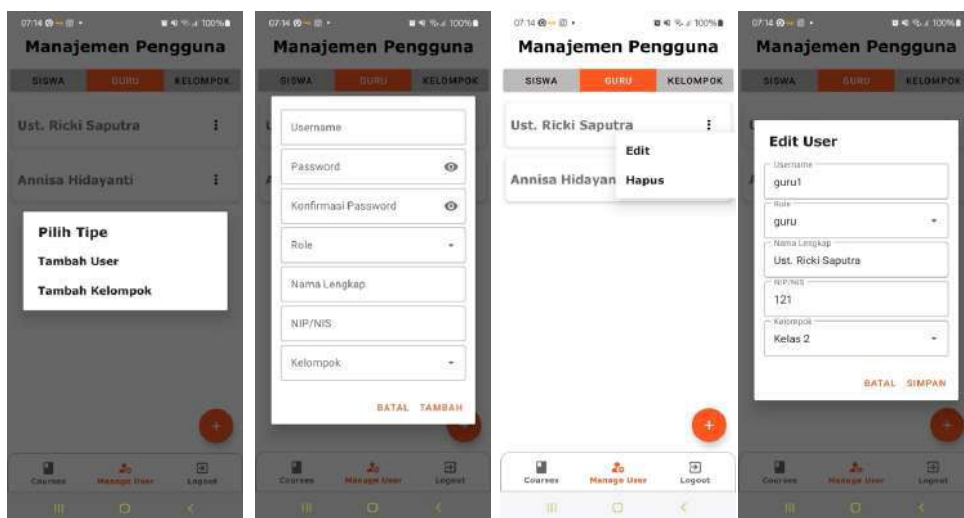 07:14
100%
Manajemen Pengguna
SISWA GURU KELOMPOK
Ust. Ricki Saputra
Annisa Hidayanti
Pilih Tipe
Tambah User
Tambah Kelompok
+
Courses Manage User Logout
07:14
100%
Manajemen Pengguna
SISWA GURU KELOMPOK
Username
Password
Konfirmasi Password
Role
Nama Lengkap
NIP/NIS
Kelompok
BATAL TAMBAH
Courses Manage User Logout
07:14
100%
Manajemen Pengguna
SISWA GURU KELOMPOK
Ust. Ricki Saputra
Edit
Annisa Hidayan
Hapus
+
Courses Manage User Logout
07:14
100%
Manajemen Pengguna
SISWA GURU KELOMPOK
Edit User
Username
guru1
Role
guru
Nama Lengkap
Ust. Ricki Saputra
NIP/NIS
121
Kelompok
Kelas 2
BATAL SIMPAN
+
Courses Manage User Logout